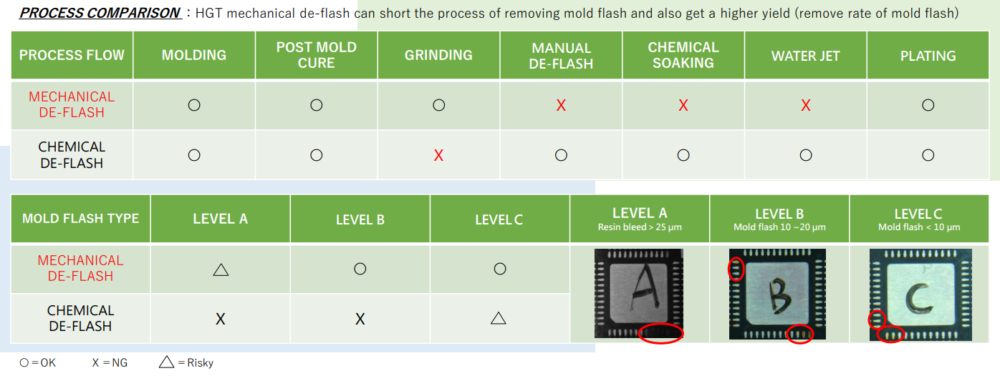 PROCESS COMPARISON : HGT mechanical de-flash can short the process of removing mold flash and also get a higher yield (remove rate of mold flash)
PROCESS FLOW MOLDING POST MOLD CURE GRINDING MANUAL DE-FLASH CHEMICAL SOAKING WATER JET PLATING
MECHANICAL DE-FLASH ○ ○ ○ X X X ○
CHEMICAL DE-FLASH ○ ○ X ○ ○ ○ ○
MOLD FLASH TYPE LEVEL A LEVEL B LEVEL C LEVEL A Resin bleed > 25 μm LEVEL B Mold flash 10 ~20 μm LEVEL C Mold flash < 10 μm
MECHANICAL DE-FLASH △ ○ ○
CHEMICAL DE-FLASH X X △
A B C
○ = OK X = NG △ = Risky